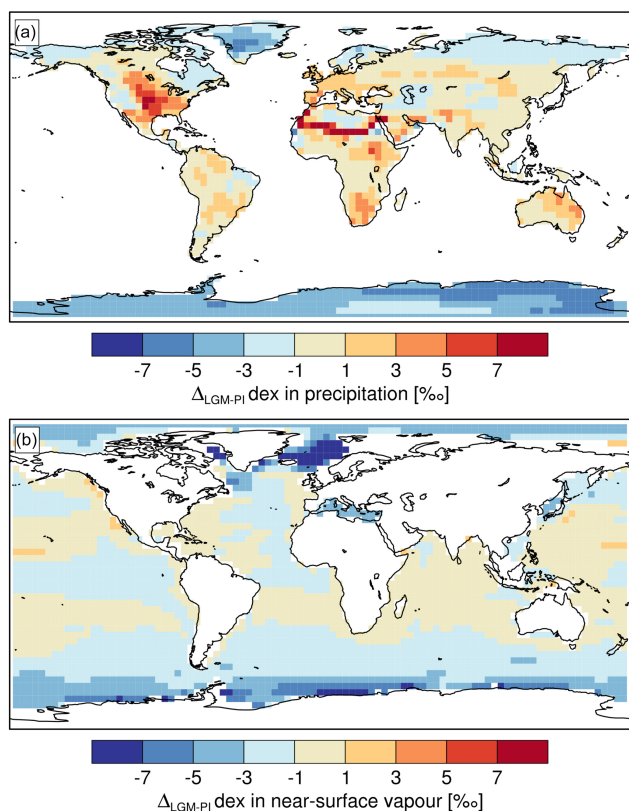 (a)
-7 -5 -3 -1 1 3 5 7
ΔLGM-PI dex in precipitation [‰]
(b)
-7 -5 -3 -1 1 3 5 7
ΔLGM-PI dex in near-surface vapour [‰]